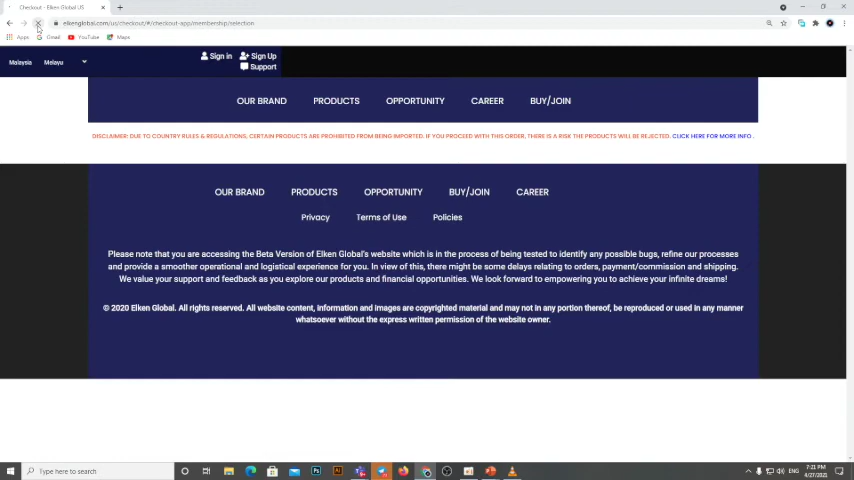 Checkout - Elken Global US
elkenglobal.com/us/checkout/#/checkout-app/membership/selection
Apps Gmail YouTube Maps
Malaysia Melayu Sign in Sign Up
Support
OUR BRAND PRODUCTS OPPORTUNITY CAREER BUY/JOIN
DISCLAIMER: DUE TO COUNTRY RULES & REGULATIONS, CERTAIN PRODUCTS ARE PROHIBITED FROM BEING IMPORTED. IF YOU PROCEED WITH THIS ORDER, THERE IS A RISK THE PRODUCTS WILL BE REJECTED. CLICK HERE FOR MORE INFO .
OUR BRAND PRODUCTS OPPORTUNITY BUY/JOIN CAREER
Privacy Terms of Use Policies
Please note that you are accessing the Beta Version of Elken Global's website which is in the process of being tested to identify any possible bugs, refine our processes
and provide a smoother operational and logistical experience for you. In view of this, there might be some delays relating to orders, payment/commission and shipping.
We value your support and feedback as you explore our products and financial opportunities. We look forward to empowering you to achieve your infinite dreams!
© 2020 Elken Global. All rights reserved. All website content, information and images are copyrighted material and may not in any portion thereof, be reproduced or used in any manner
whatsoever without the express written permission of the website owner.
Type here to search
Ps Ai
ENG
7:21 PM
4/27/2021